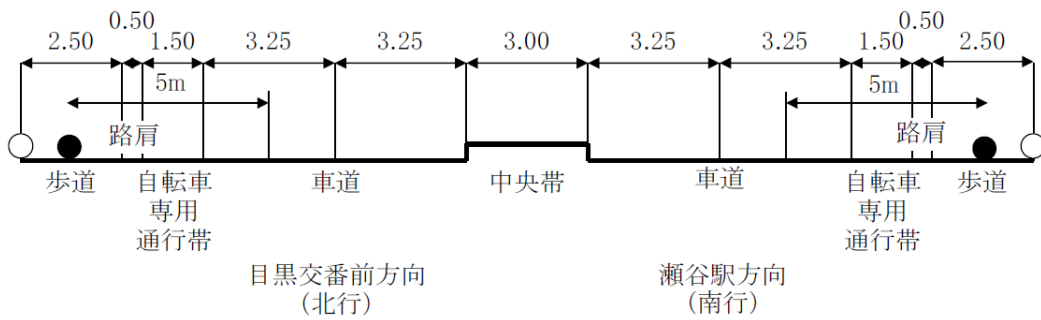 0.50 0.50
2.50 1.50 3.25 3.25 3.00 3.25 3.25 1.50 2.50
5m 5m
路肩 路肩
歩道 自転車 車道 中央帯 車道 自転車 歩道
専用 専用
通行帯 通行帯
目黒交番前方向 瀬谷駅方向
(北行) (南行)